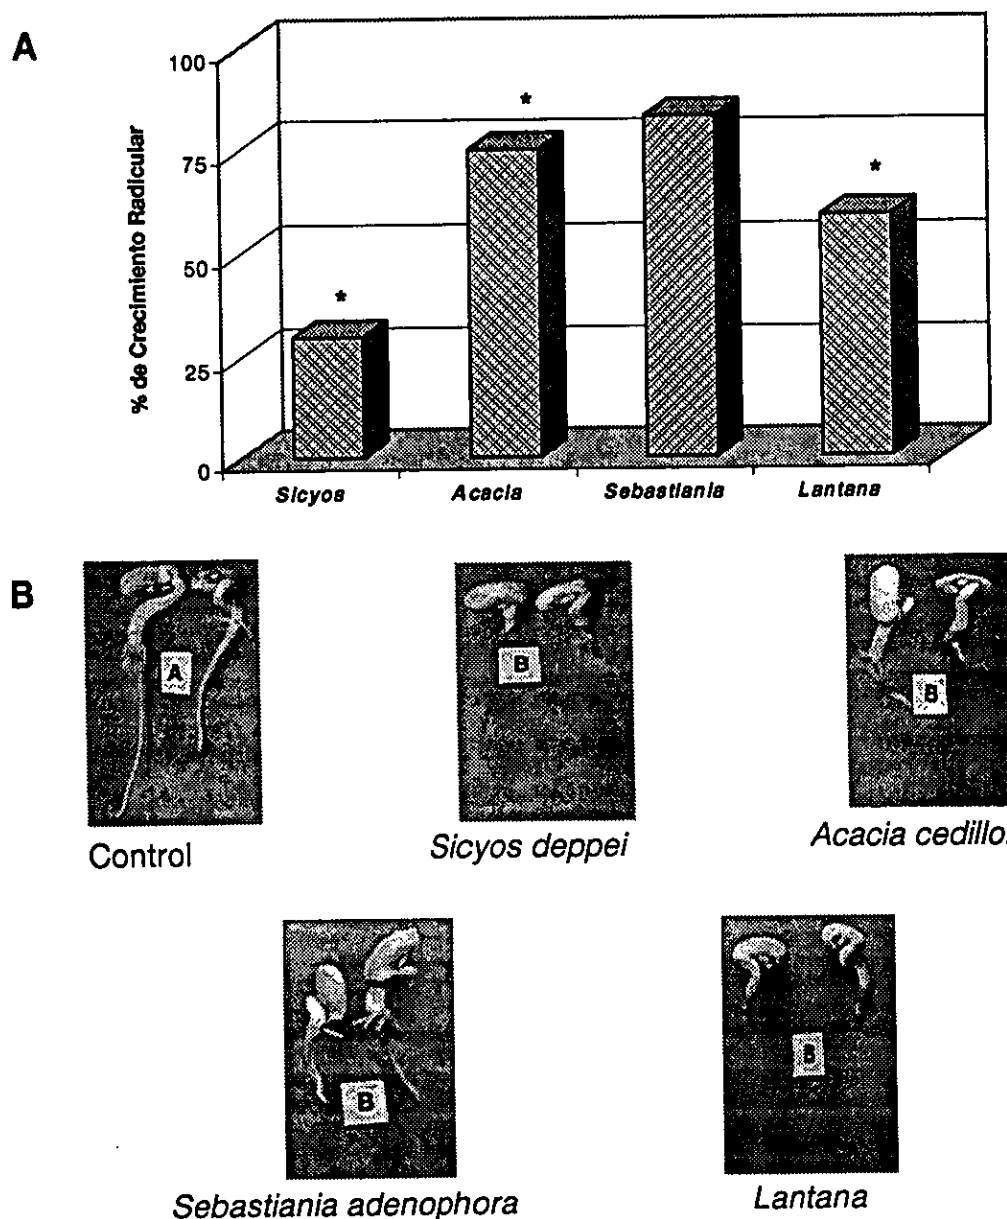 A
% de Crecimiento Radicular
100
75
50
25
0
*
*
*
Sicyos
Acacia
Sebastiania
Lantana
B
A
B
B
Control
Sicyos deppei
Acacia
B
B
Sebastiania adenophora
Lantana